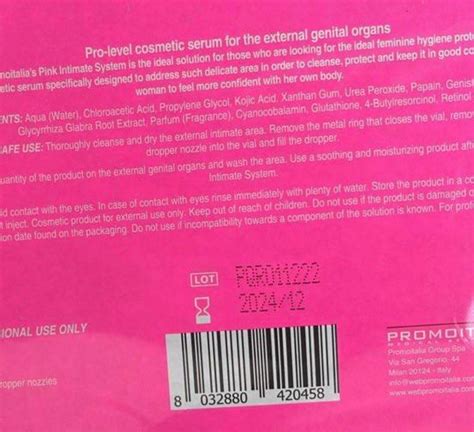 Pro-level cosmetic serum for the external genital organs
moitalia's Pink Intimate System is the ideal solution for those who are looking for the ideal feminine hygiene prote
etic serum specifically designed to address such delicate area in order to cleanse, protect and keep it in good co
woman to feel more confident with her own body.
ENTS: Aqua (Water), Chloroacetic Acid, Propylene Glycol, Kojic Acid, Xanthan Gum, Urea Peroxide, Papain, Genist
Glycyrrhiza Glabra Root Extract, Parfum (Fragrance), Cyanocobalamin, Glutathione, 4-Butylresorcinol, Retinol
AFE USE: Thoroughly cleanse and dry the external intimate area. Remove the metal ring that closes the vial, remov
dropper nozzle into the vial and fill the dropper.
quantity of the product on the external genital organs and wash the area. Use a soothing and moisturizing product afte
Intimate System.
id contact with the eyes. In case of contact with eyes rinse immediately with plenty of water. Store the product in a co
t inject. Cosmetic product for external use only. Keep out of reach of children. Do not use if the product is damaged o
ion date found on the packaging. Do not use if incompatibility towards a component of the solution is known. For profe
LOT PQR011222
2024/12
IONAL USE ONLY
ropper nozzles
8 032880 420458
PROMOITA
Promoitalia Group Spa
Via San Gregorio, 44
Milan 20124 - Italy
info@webpromoitalia.c
www.webpromoitalia.c